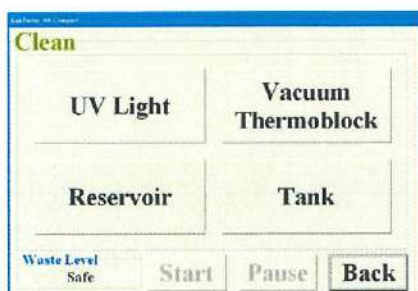 Clean
UV Light
Vacuum
Thermoblock
Reservoir
Tank
Waste Level
Safe
Start
Pause
Back